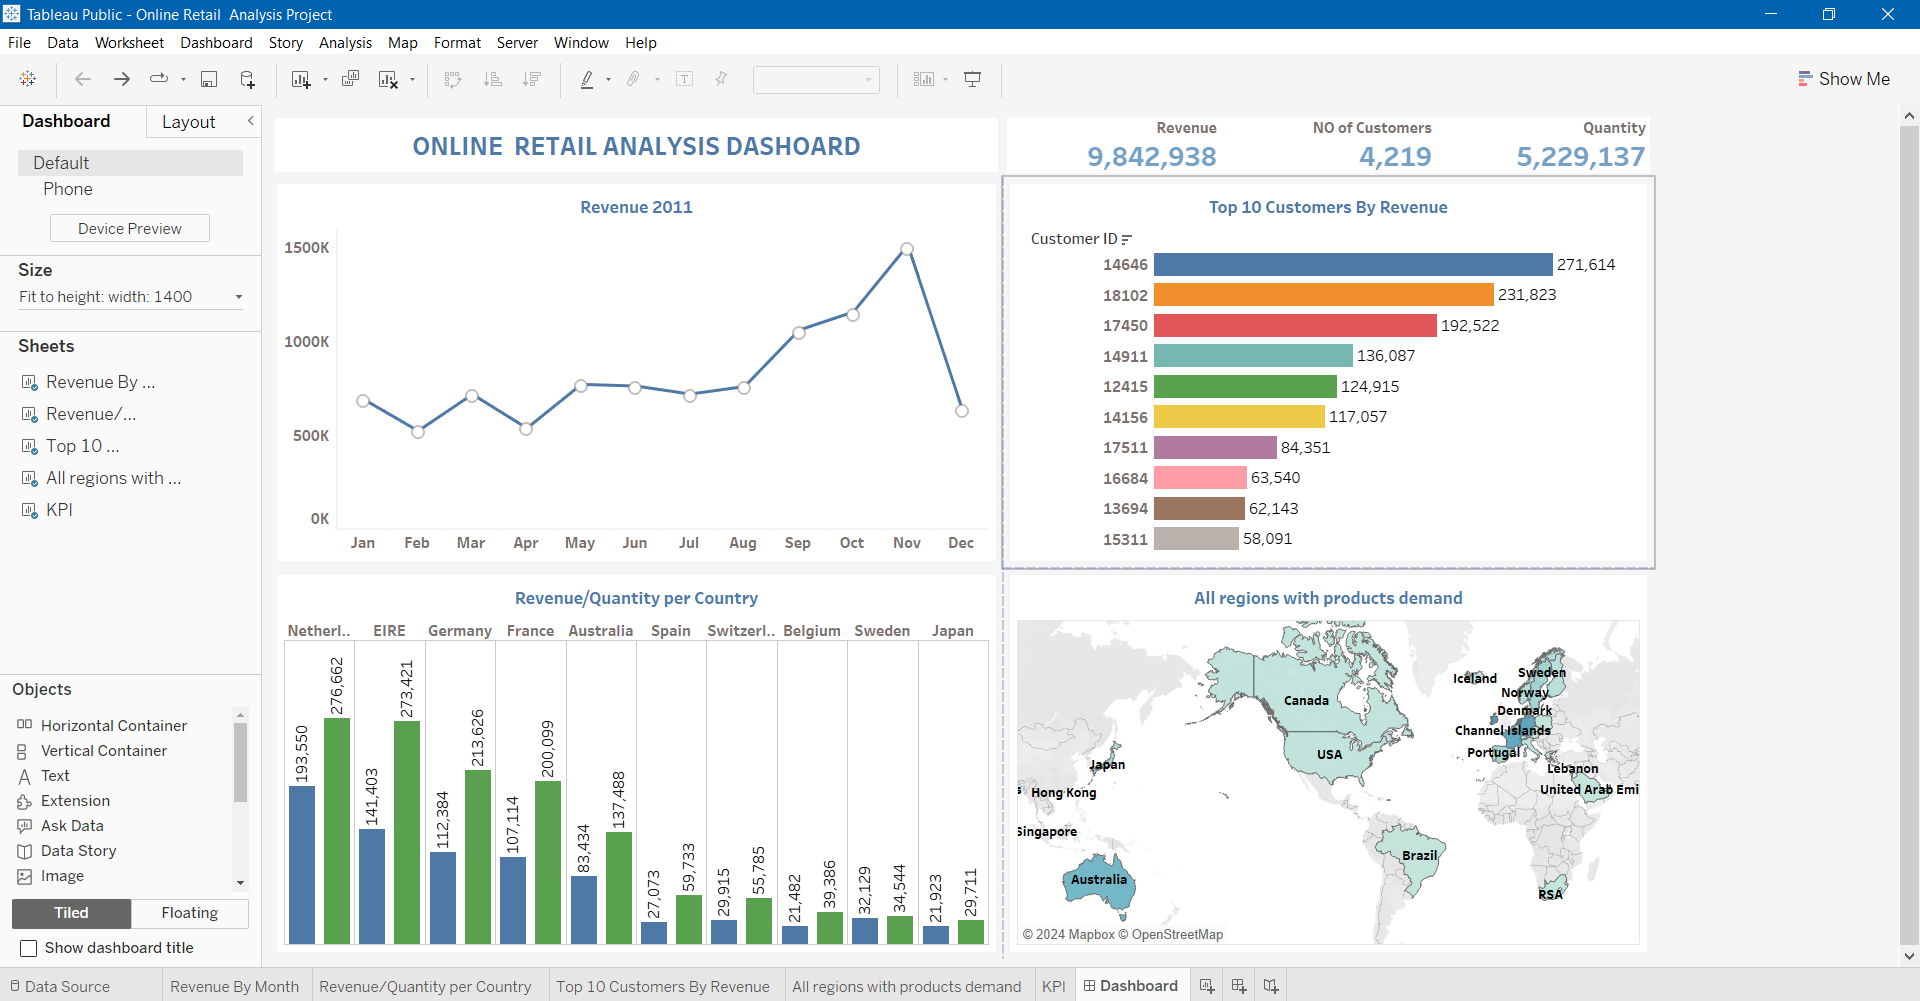 Tableau Public - Online Retail  Analysis Project
File Data Worksheet Dashboard Story Analysis Map Format Server Window Help
Show Me
Dashboard
Layout
Default
Phone
Device Preview
Size
Fit to height: width: 1400
Sheets
Revenue By ...
Revenue/...
Top 10 ...
All regions with ...
KPI
Objects
Horizontal Container
Vertical Container
Text
Extension
Ask Data
Data Story
Image
Tiled Floating
Show dashboard title
ONLINE  RETAIL ANALYSIS DASHOARD
Revenue NO of Customers Quantity
9,842,938 4,219 5,229,137
Revenue 2011
1500K
1000K
500K
0K
Jan Feb Mar Apr May Jun Jul Aug Sep Oct Nov Dec
Top 10 Customers By Revenue
Customer ID
14646 271,614
18102 231,823
17450 192,522
14911 136,087
12415 124,915
14156 117,057
17511 84,351
16684 63,540
13694 62,143
15311 58,091
Revenue/Quantity per Country
Netherl.. EIRE Germany France Australia Spain Switzerl.. Belgium Sweden Japan
193,550 276,662 141,403 273,421 112,384 213,626 107,114 200,099 83,434 137,488 27,073 59,733 29,915 55,785 21,482 39,386 32,129 34,544 21,923 29,711
All regions with products demand
Iceland
Sweden
Norway
Canada
Denmark
Channel Islands
Portugal
USA
Japan
Lebanon
Hong Kong
United Arab Emi
Singapore
Brazil
Australia
RSA
© 2024 Mapbox © OpenStreetMap
Data Source Revenue By Month Revenue/Quantity per Country Top 10 Customers By Revenue All regions with products demand KPI Dashboard